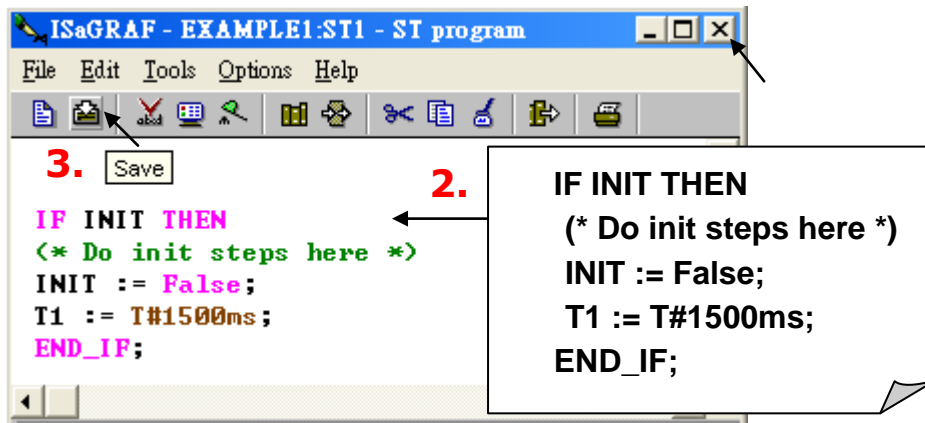 ISaGRAF - EXAMPLE1:ST1 - ST program
File Edit Tools Options Help
abcd
3.
Save
2.
IF INIT THEN
(* Do init steps here *)
INIT := False;
T1 := T#1500ms;
END_IF;
IF INIT THEN
(* Do init steps here *)
INIT := False;
T1 := T#1500ms;
END_IF;